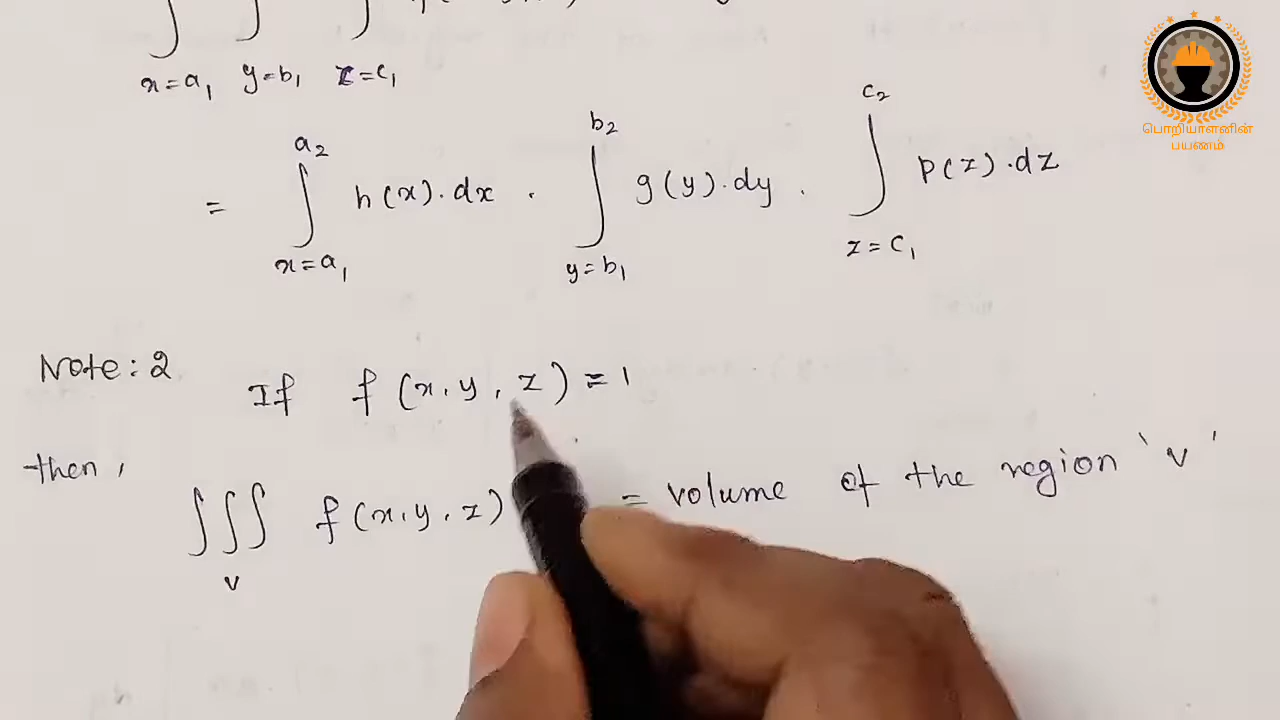 x=a₁ y=b₁ z=c₁
a₂ b₂ c₂
= ∫ h(x).dx . ∫ g(y).dy . ∫ p(z).dz
x=a₁ y=b₁ z=c₁
Note:2
If f(x,y,z)=1
then,
∫∫∫ f(x,y,z) = volume of the region 'v'
v
பொறியாளனின்
பயணம்